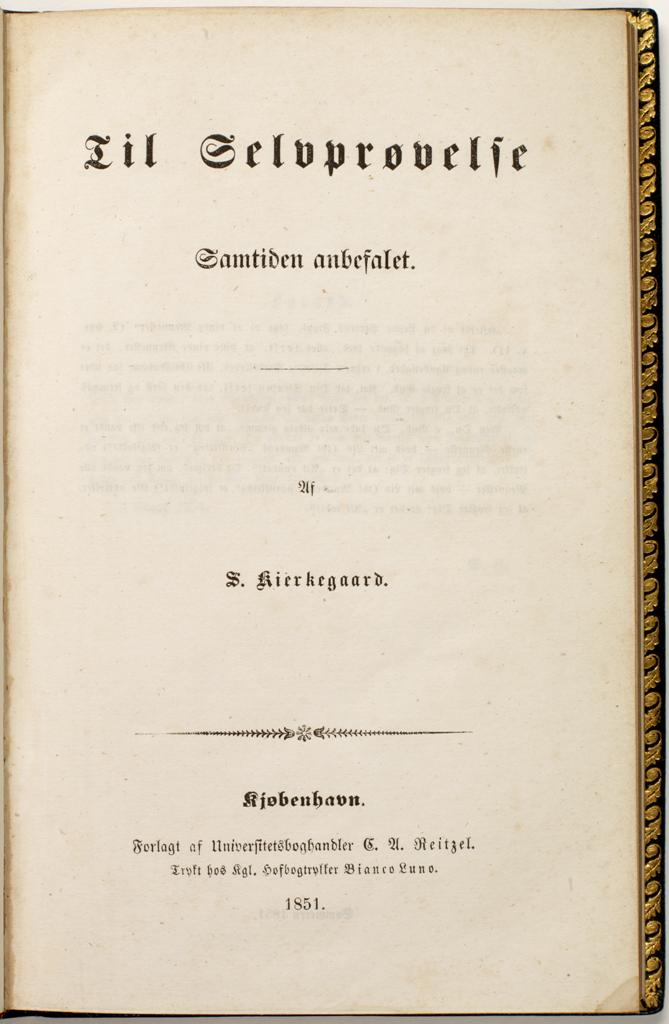 Til Selvprøvelse
Samtiden anbefalet.
Af
S. Kierkegaard.
Kjøbenhavn.
Forlagt af Universitetsboghandler C. A. Reitzel.
Trykt hos Kgl. Hofbogtrykker Bianco Luno.
1851.